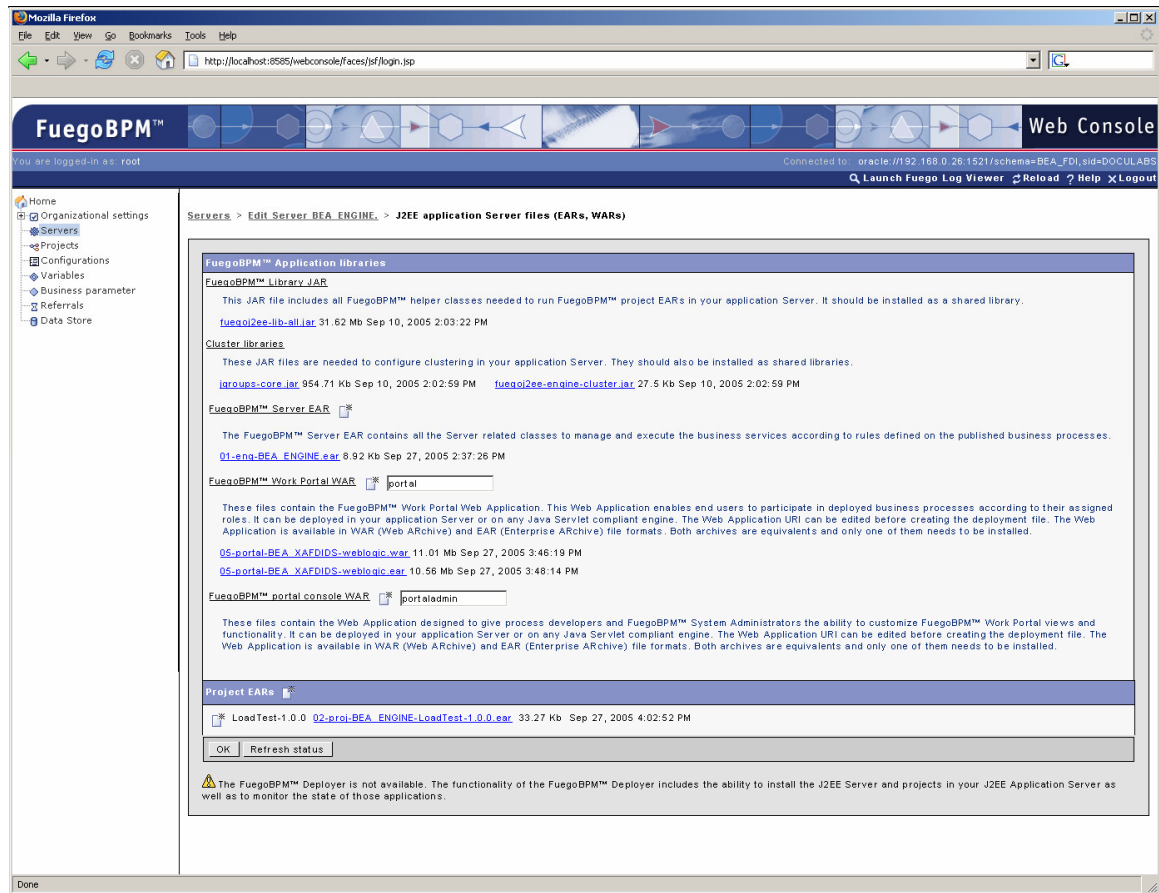 Mozilla Firefox
File Edit View Go Bookmarks Tools Help
http://localhost:8585/webconsole/faces/jsf/login.jsp
G
FuegoBPM™
Web Console
You are logged-in as: root
Connected to: oracle://192.168.0.26:1521/schema=BEA_FDI,sid=DOCULABS
Launch Fuego Log Viewer Reload ? Help X Logout
Home
Organizational settings
Servers
Projects
Configurations
Variables
Business parameter
Referrals
Data Store
Servers > Edit Server BEA_ENGINE. > J2EE application Server files (EARs, WARs)
FuegoBPM™ Application libraries
FuegoBPM™ Library JAR
This JAR file includes all FuegoBPM™ helper classes needed to run FuegoBPM™ project EARs in your application Server. It should be installed as a shared library.
fuegoj2ee-lib-all.jar 31.62 Mb Sep 10, 2005 2:03:22 PM
Cluster libraries
These JAR files are needed to configure clustering in your application Server. They should also be installed as shared libraries.
jgroups-core.jar 954.71 Kb Sep 10, 2005 2:02:59 PM fuegoj2ee-engine-cluster.jar 27.5 Kb Sep 10, 2005 2:02:59 PM
FuegoBPM™ Server EAR
The FuegoBPM™ Server EAR contains all the Server related classes to manage and execute the business services according to rules defined on the published business processes.
01-eng-BEA_ENGINE.ear 8.92 Kb Sep 27, 2005 2:37:26 PM
FuegoBPM™ Work Portal WAR portal
These files contain the FuegoBPM™ Work Portal Web Application. This Web Application enables end users to participate in deployed business processes according to their assigned
roles. It can be deployed in your application Server or on any Java Servlet compliant engine. The Web Application URI can be edited before creating the deployment file. The Web
Application is available in WAR (Web ARchive) and EAR (Enterprise ARchive) file formats. Both archives are equivalents and only one of them needs to be installed.
05-portal-BEA_XAFDIDS-weblogic.war 11.01 Mb Sep 27, 2005 3:46:19 PM
05-portal-BEA_XAFDIDS-weblogic.ear 10.56 Mb Sep 27, 2005 3:48:14 PM
FuegoBPM™ portal console WAR portaladmin
These files contain the Web Application designed to give process developers and FuegoBPM™ System Administrators the ability to customize FuegoBPM™ Work Portal views and
functionality. It can be deployed in your application Server or on any Java Servlet compliant engine. The Web Application URI can be edited before creating the deployment file. The
Web Application is available in WAR (Web ARchive) and EAR (Enterprise ARchive) file formats. Both archives are equivalents and only one of them needs to be installed.
Project EARs
LoadTest-1.0.0 02-proj-BEA_ENGINE-LoadTest-1.0.0.ear 33.27 Kb Sep 27, 2005 4:02:52 PM
OK Refresh status
The FuegoBPM™ Deployer is not available. The functionality of the FuegoBPM™ Deployer includes the ability to install the J2EE Server and projects in your J2EE Application Server as
well as to monitor the state of those applications.
Done